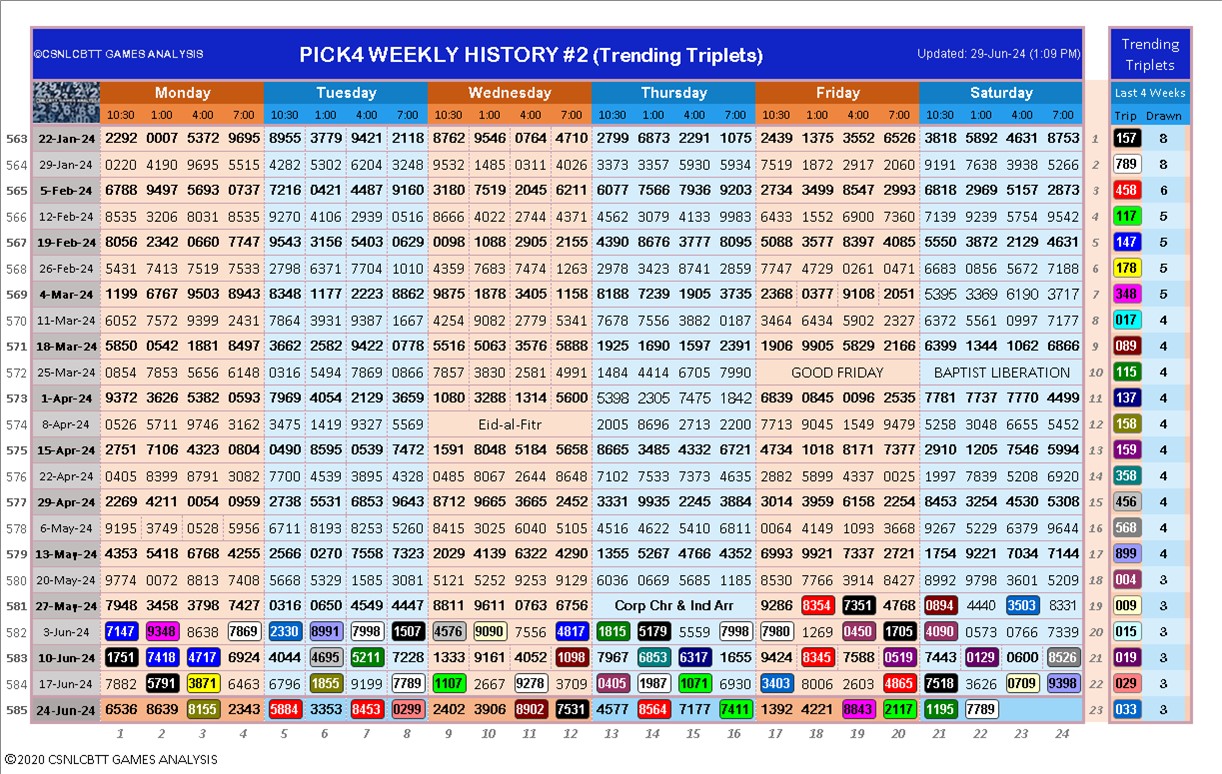 ©CSNLCBTT GAMES ANALYSIS PICK4 WEEKLY HISTORY #2 (Trending Triplets) Updated: 29-Jun-24 (1:09 PM) Trending Triplets
Monday Tuesday Wednesday Thursday Friday Saturday Last 4 Weeks
10:30 1:00 4:00 7:00 10:30 1:00 4:00 7:00 10:30 1:00 4:00 7:00 10:30 1:00 4:00 7:00 10:30 1:00 4:00 7:00 10:30 1:00 4:00 7:00 Trip Drawn
563 22-Jan-24 2292 0007 5372 9695 8955 3779 9421 2118 8762 9546 0764 4710 2799 6873 2291 1075 2439 1375 3552 6526 3818 5892 4631 8753 1 157 8
564 29-Jan-24 0220 4190 9695 5515 4282 5302 6204 3248 0532 1485 0311 4026 3373 3357 5930 5934 7519 1872 2917 2060 9191 7638 3938 5266 2 789 8
565 5-Feb-24 6788 9497 5693 0737 7216 0421 4487 9160 3180 7519 2045 6211 6077 7566 7936 9203 2734 3499 8547 2993 6818 2969 5157 2873 3 458 6
566 12-Feb-24 8535 3206 8031 8535 9270 4106 2939 0516 8666 4022 2744 4371 4562 3079 4133 9983 6433 1552 6900 7360 7139 9239 5754 9542 4 117 5
567 19-Feb-24 8056 2342 0660 7747 9543 3156 5403 0629 0098 1088 2905 2155 4390 8676 3777 8095 5088 3577 8397 4085 5550 3872 2129 4631 5 147 5
568 26-Feb-24 5431 7413 7519 7533 2798 6371 7704 1010 4359 7683 7474 1263 2978 3423 8741 2859 7747 4729 0261 0471 6683 0856 5672 7188 6 178 5
569 4-Mar-24 1199 6767 9503 8943 8348 1177 2223 8862 9875 1878 3405 1158 8188 7239 1905 3735 2368 0377 9108 2051 5395 3369 6190 3717 7 348 5
570 11-Mar-24 6052 7572 9399 2431 7864 3931 9387 1667 4254 9082 2779 5341 7678 7556 3882 0187 3464 6434 5902 2327 6372 5561 0997 7177 8 017 4
571 18-Mar-24 5850 0542 1881 8497 3662 2582 9422 0778 9516 5063 3576 5888 1925 1690 1597 2391 1906 9905 5829 2166 6399 1344 1062 6866 9 089 4
572 25-Mar-24 0854 7853 5656 6148 0316 5494 7869 0866 7857 3830 2581 4991 1484 4414 6705 7990 GOOD FRIDAY BAPTIST LIBERATION 10 115 4
573 1-Apr-24 9372 3626 5382 0593 7969 4054 2129 3659 1080 3288 1314 5600 5398 2305 7475 1842 6839 0845 0096 2535 7781 7737 7770 4499 11 137 4
574 8-Apr-24 0526 5711 9746 3162 3475 1419 9327 5569 Eid-al-Fitr 2005 8696 2713 2200 7713 9045 1549 9479 5258 3048 6655 5452 12 158 4
575 15-Apr-24 2751 7106 4323 0804 0490 8595 0539 7472 1591 8048 5184 5658 8665 3485 4332 6721 4734 1018 8171 7377 2910 1205 7546 5994 13 159 4
576 22-Apr-24 0405 8399 8791 3082 7700 4539 3895 4328 0485 8067 2644 8648 7102 7533 7373 4635 2882 5899 4337 0025 1997 7839 5208 6920 14 358 4
577 29-Apr-24 2269 4211 0054 0959 2738 5531 6853 9643 8712 9665 3665 2452 3331 9935 2245 3884 3014 3959 6158 2254 8453 3254 4530 5308 15 456 4
578 6-May-24 9195 3749 0528 5956 6711 8193 8253 5260 8415 3025 6040 5105 4516 4622 5410 6811 0064 4149 1093 3668 9267 5229 6379 9644 16 568 4
579 13-May-24 4353 5418 6768 4255 2566 0270 7558 7323 2029 4139 6322 4290 1355 5267 4766 4352 6993 9921 7337 2721 1754 9221 7034 7144 17 899 4
580 20-May-24 9774 0072 8813 7408 5668 5329 1585 3081 5121 5252 9253 9129 6036 0669 5685 1185 8530 7766 3914 8427 8992 9798 3601 5209 18 004 3
581 27-May-24 7948 3458 3798 7427 0316 0650 4549 4447 8811 9611 0763 6756 Corp Chr & Ind Arr 9286 8354 7351 4768 0894 4440 3503 8331 19 009 3
582 3-Jun-24 7147 9348 8638 7869 2330 8991 7998 1507 4576 9090 7556 4817 1815 5179 5559 7998 7980 1269 0450 1705 4090 0573 0766 7339 20 015 3
583 10-Jun-24 1751 7418 4717 6924 4044 4695 5211 7228 1333 9161 4052 1098 7967 6853 6317 1655 9424 8345 7588 0519 7443 0129 0600 8526 21 019 3
584 17-Jun-24 7882 5791 3871 6463 6796 1855 9199 7789 1107 2667 9278 3709 0405 1987 1071 6930 3403 8006 2603 4865 7518 3626 0709 9398 22 029 3
585 24-Jun-24 6536 8639 8155 2343 5884 3353 8453 0299 2402 3906 8902 7531 4577 8564 7177 7411 1392 4221 8843 2117 1195 7789 23 033 3
1 2 3 4 5 6 7 8 9 10 11 12 13 14 15 16 17 18 19 20 21 22 23 24
©2020 CSNLCBTT GAMES ANALYSIS